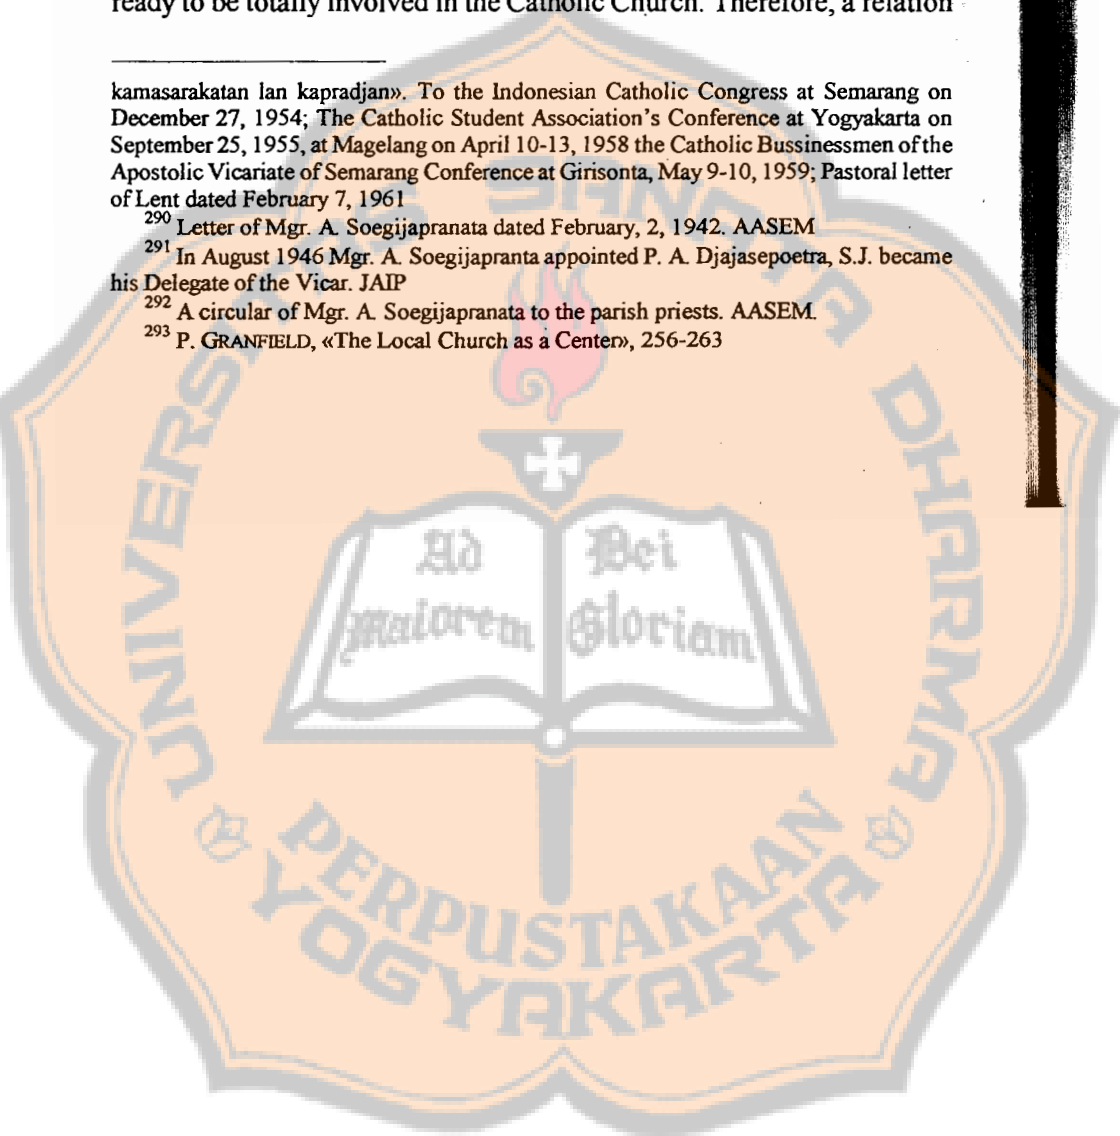 ready to be totally involved in the Catholic Church. Therefore, a relation
kamasarakatan lan kapradjan». To the Indonesian Catholic Congress at Semarang on
December 27, 1954; The Catholic Student Association's Conference at Yogyakarta on
September 25, 1955, at Magelang on April 10-13, 1958 the Catholic Bussinessmen of the
Apostolic Vicariate of Semarang Conference at Girisonta, May 9-10, 1959; Pastoral letter
of Lent dated February 7, 1961
290 Letter of Mgr. A. Soegijapranata dated February, 2, 1942. AASEM
291 In August 1946 Mgr. A. Soegijapranta appointed P. A. Djajasepoetra, S.J. became
his Delegate of the Vicar. JAIP
292 A circular of Mgr. A. Soegijapranata to the parish priests. AASEM.
293 P. GRANFIELD, «The Local Church as a Center», 256-263
UNIVERSITAS SANATA DHARMA
Ad Dei
maiorem Gloriam
PERPUSTAKAAN
YOGYAKARTA